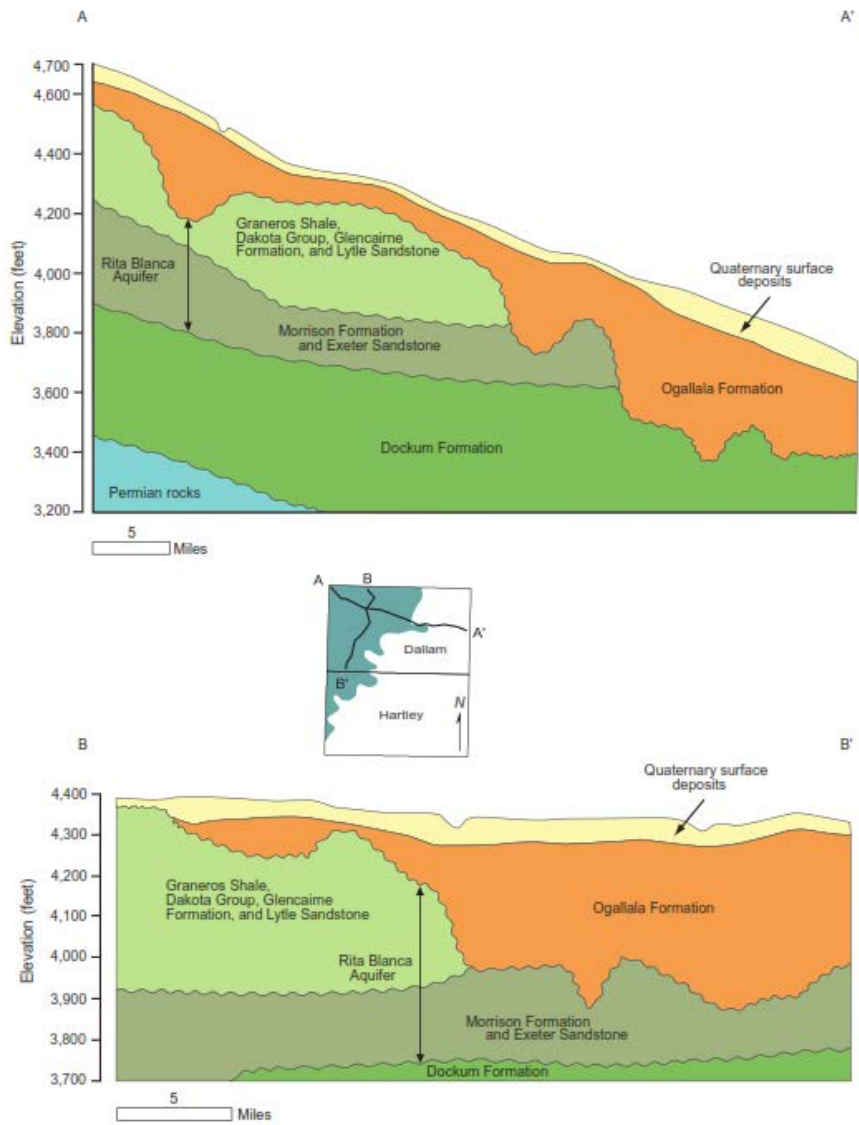 A
A'
4,700
4,600
4,400
4,200
4,000
3,800
3,600
3,400
3,200
Elevation (feet)
Graneros Shale,
Dakota Group, Glencairne
Formation, and Lytle Sandstone
Rita Blanca
Aquifer
Quaternary surface
deposits
Morrison Formation
and Exeter Sandstone
Ogallala Formation
Dockum Formation
Permian rocks
5
Miles
A
B
A'
Dallam
B'
Hartley
N
B
B'
4,400
4,300
4,200
4,100
4,000
3,900
3,800
3,700
Elevation (feet)
Quaternary surface
deposits
Graneros Shale,
Dakota Group, Glencairne
Formation, and Lytle Sandstone
Ogallala Formation
Rita Blanca
Aquifer
Morrison Formation
and Exeter Sandstone
Dockum Formation
5
Miles